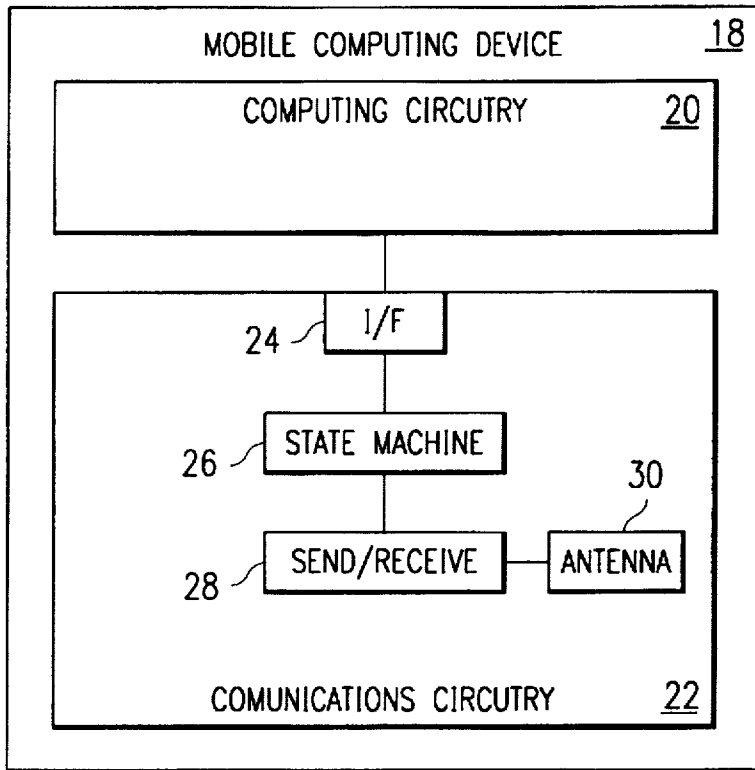 MOBILE COMPUTING DEVICE 18
COMPUTING CIRCUTRY 20
24 I/F
26 STATE MACHINE
30
28 SEND/RECEIVE ANTENNA
COMUNICATIONS CIRCUTRY 22